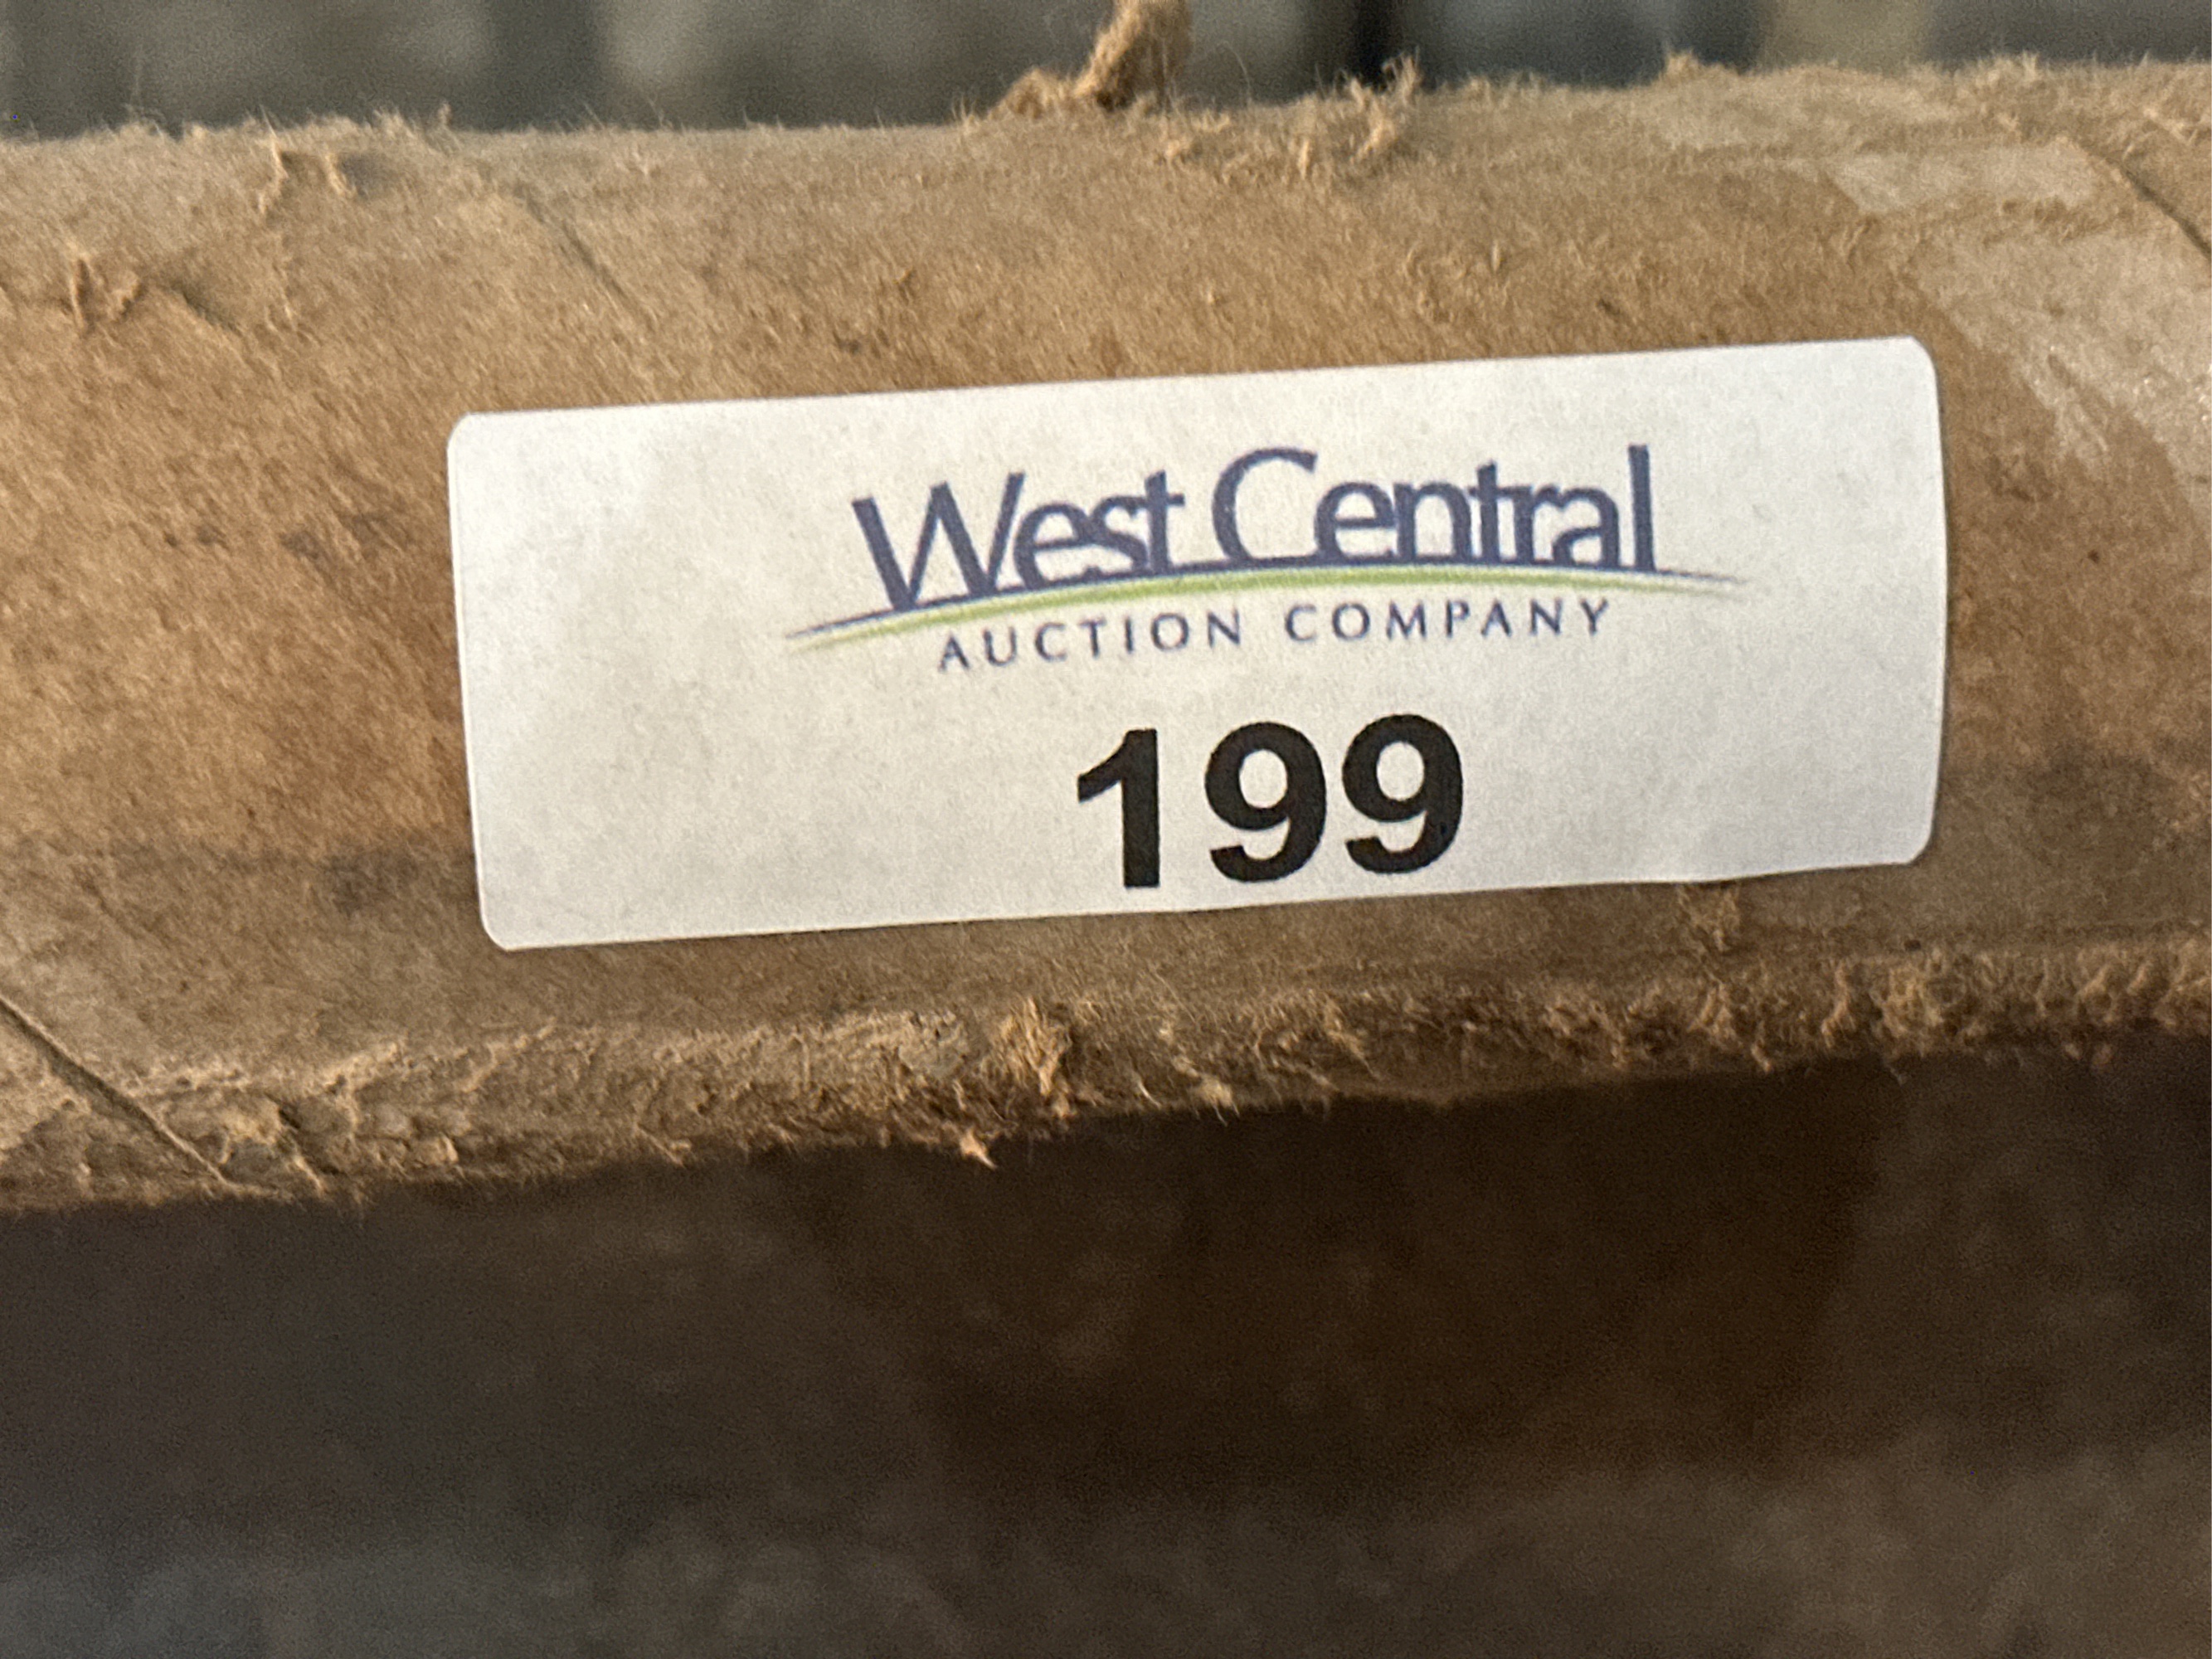 West Central
AUCTION COMPANY
199